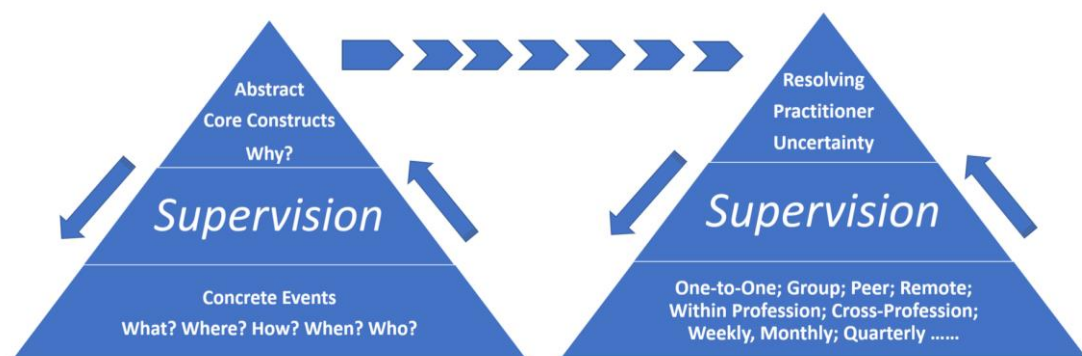 Abstract
Core Constructs
Why?
Supervision
Concrete Events
What? Where? How? When? Who?
Resolving
Practitioner
Uncertainty
Supervision
One-to-One; Group; Peer; Remote;
Within Profession; Cross-Profession;
Weekly, Monthly; Quarterly ......